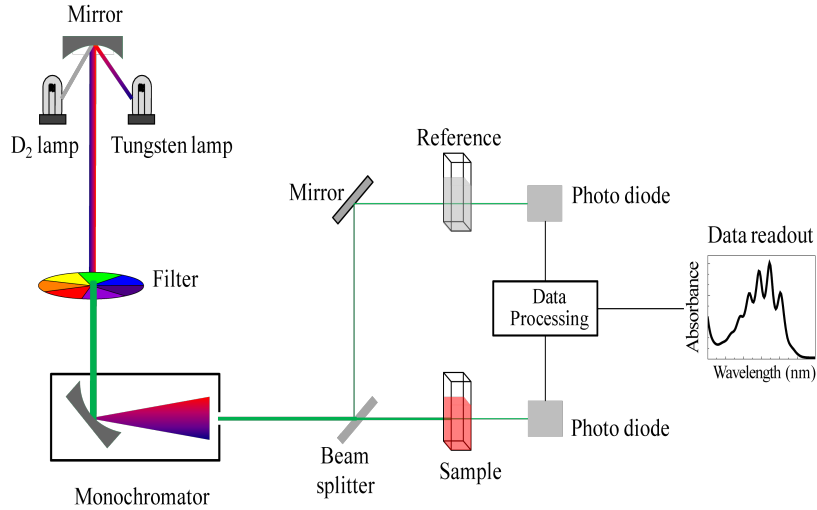 Mirror
D₂ lamp
Tungsten lamp
Filter
Monochromator
Beam
splitter
Mirror
Reference
Photo diode
Data
Processing
Sample
Photo diode
Data readout
Absorbance
Wavelength (nm)